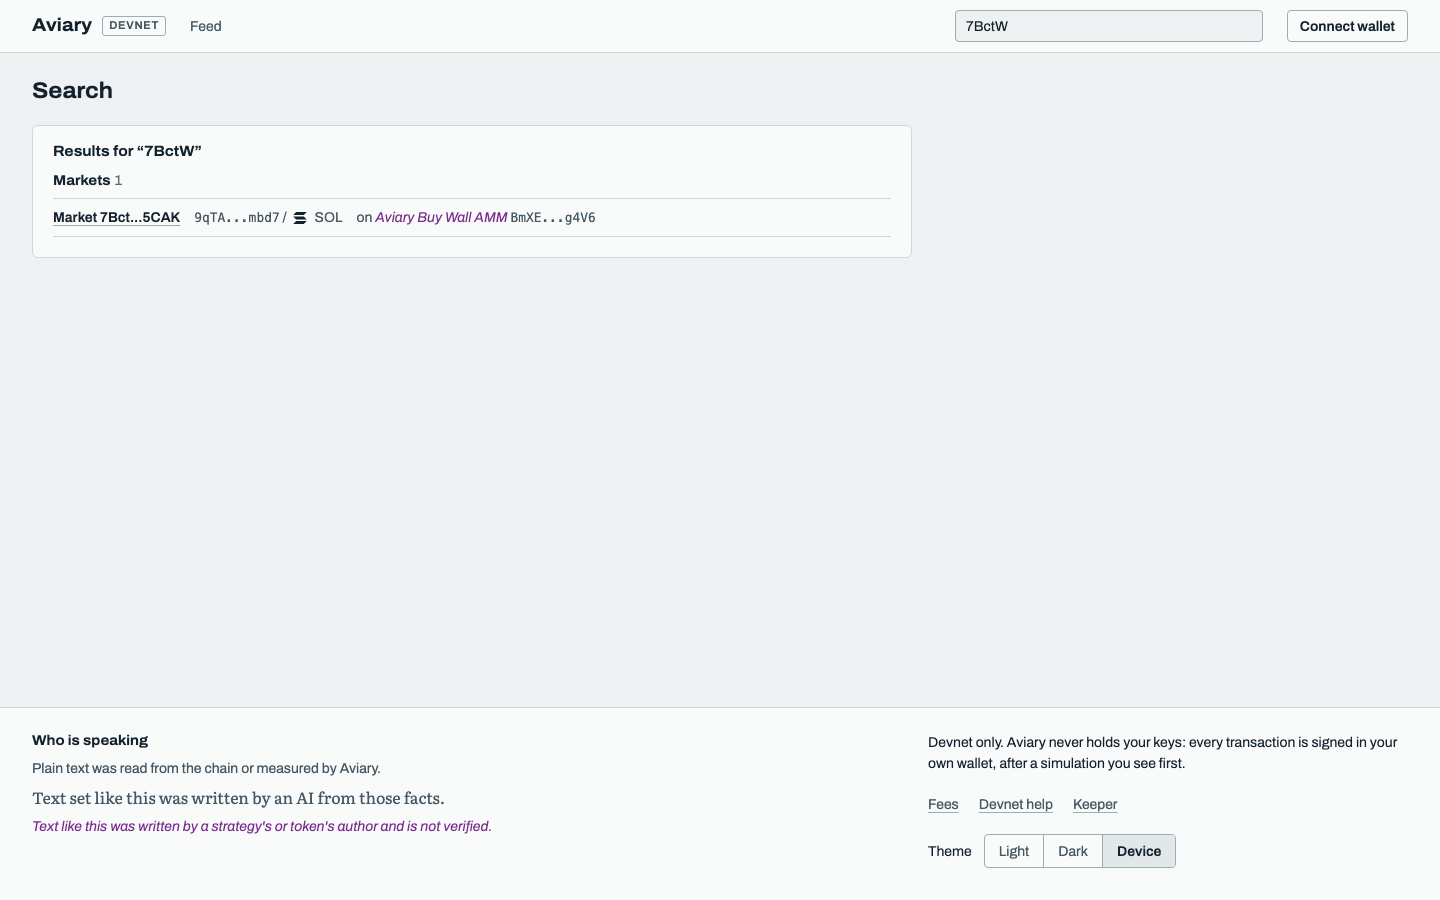 Aviary DEVNET Feed 7BctW Connect wallet
Search
Results for “7BctW”
Markets 1
Market 7Bct...5CAK 9qTA...mbd7 / SOL on Aviary Buy Wall AMM BmXE...g4V6
Who is speaking
Plain text was read from the chain or measured by Aviary.
Text set like this was written by an AI from those facts.
Text like this was written by a strategy's or token's author and is not verified.
Devnet only. Aviary never holds your keys: every transaction is signed in your
own wallet, after a simulation you see first.
Fees Devnet help Keeper
Theme Light Dark Device